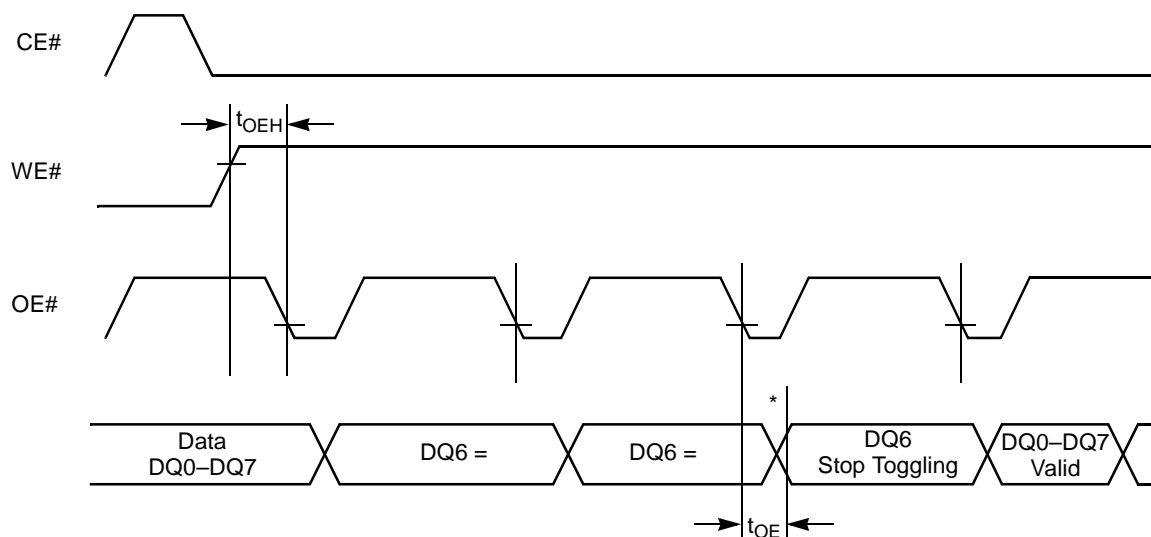 CE#
tOEH
WE#
OE#
*
Data
DQ0–DQ7
DQ6 =
DQ6 =
DQ6
Stop Toggling
DQ0–DQ7
Valid
tOE